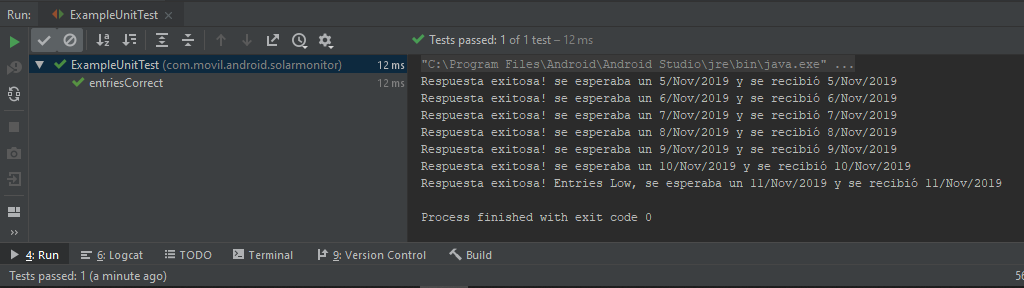 Run: ExampleUnitTest
Tests passed: 1 of 1 test – 12 ms
ExampleUnitTest (com.movil.android.solarmonitor) 12 ms
entriesCorrect 12 ms
"C:\Program Files\Android\Android Studio\jre\bin\java.exe" ...
Respuesta exitosa! se esperaba un 5/Nov/2019 y se recibió 5/Nov/2019
Respuesta exitosa! se esperaba un 6/Nov/2019 y se recibió 6/Nov/2019
Respuesta exitosa! se esperaba un 7/Nov/2019 y se recibió 7/Nov/2019
Respuesta exitosa! se esperaba un 8/Nov/2019 y se recibió 8/Nov/2019
Respuesta exitosa! se esperaba un 9/Nov/2019 y se recibió 9/Nov/2019
Respuesta exitosa! se esperaba un 10/Nov/2019 y se recibió 10/Nov/2019
Respuesta exitosa! Entries Low, se esperaba un 11/Nov/2019 y se recibió 11/Nov/2019
Process finished with exit code 0
4: Run 6: Logcat TODO Terminal 9: Version Control Build
Tests passed: 1 (a minute ago) 56